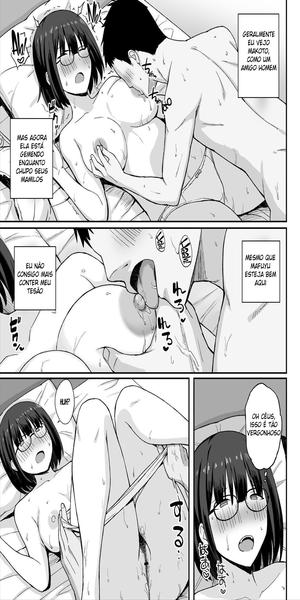 GERALMENTE
EU VEJO
MAKOTO,
COMO UM
AMIGO HOMEM
MAS AGORA
ELA ESTÁ
GEMENDO
ENQUANTO
CHUPO SEUS
MAMILOS
MESMO QUE
MAFUYU
ESTEJA BEM
AQUI
EU NÃO
CONSIGO MAIS
CONTER MEU
TESÃO
OH CÉUS,
ISSO É TÃO
VERGONHOSO
HUH?